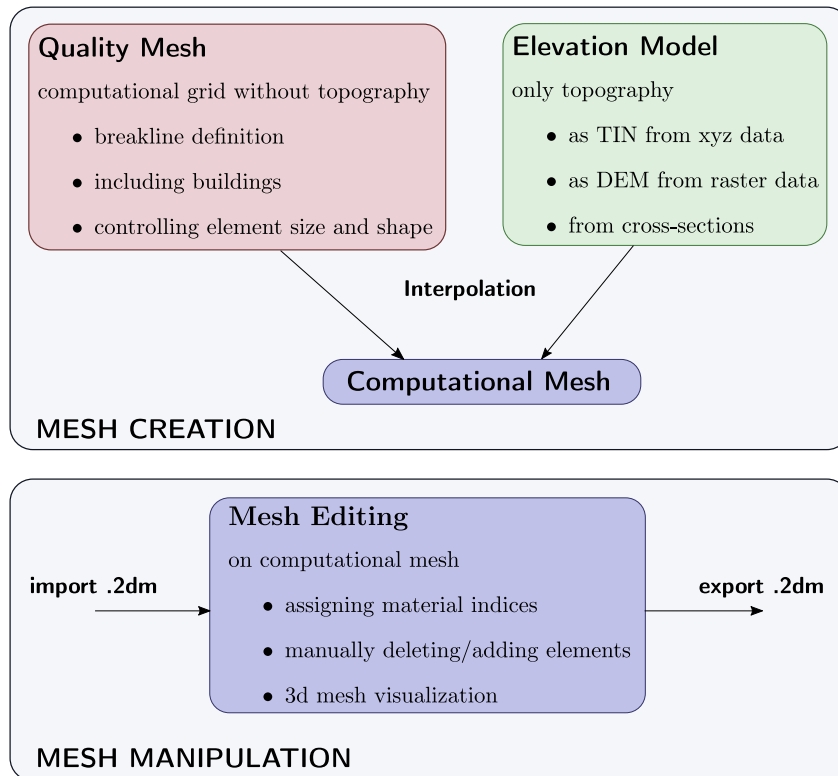 Quality Mesh
computational grid without topography
• breakline definition
• including buildings
• controlling element size and shape
Elevation Model
only topography
• as TIN from xyz data
• as DEM from raster data
• from cross-sections
Interpolation
Computational Mesh
MESH CREATION
Mesh Editing
on computational mesh
• assigning material indices
• manually deleting/adding elements
• 3d mesh visualization
import .2dm
export .2dm
MESH MANIPULATION